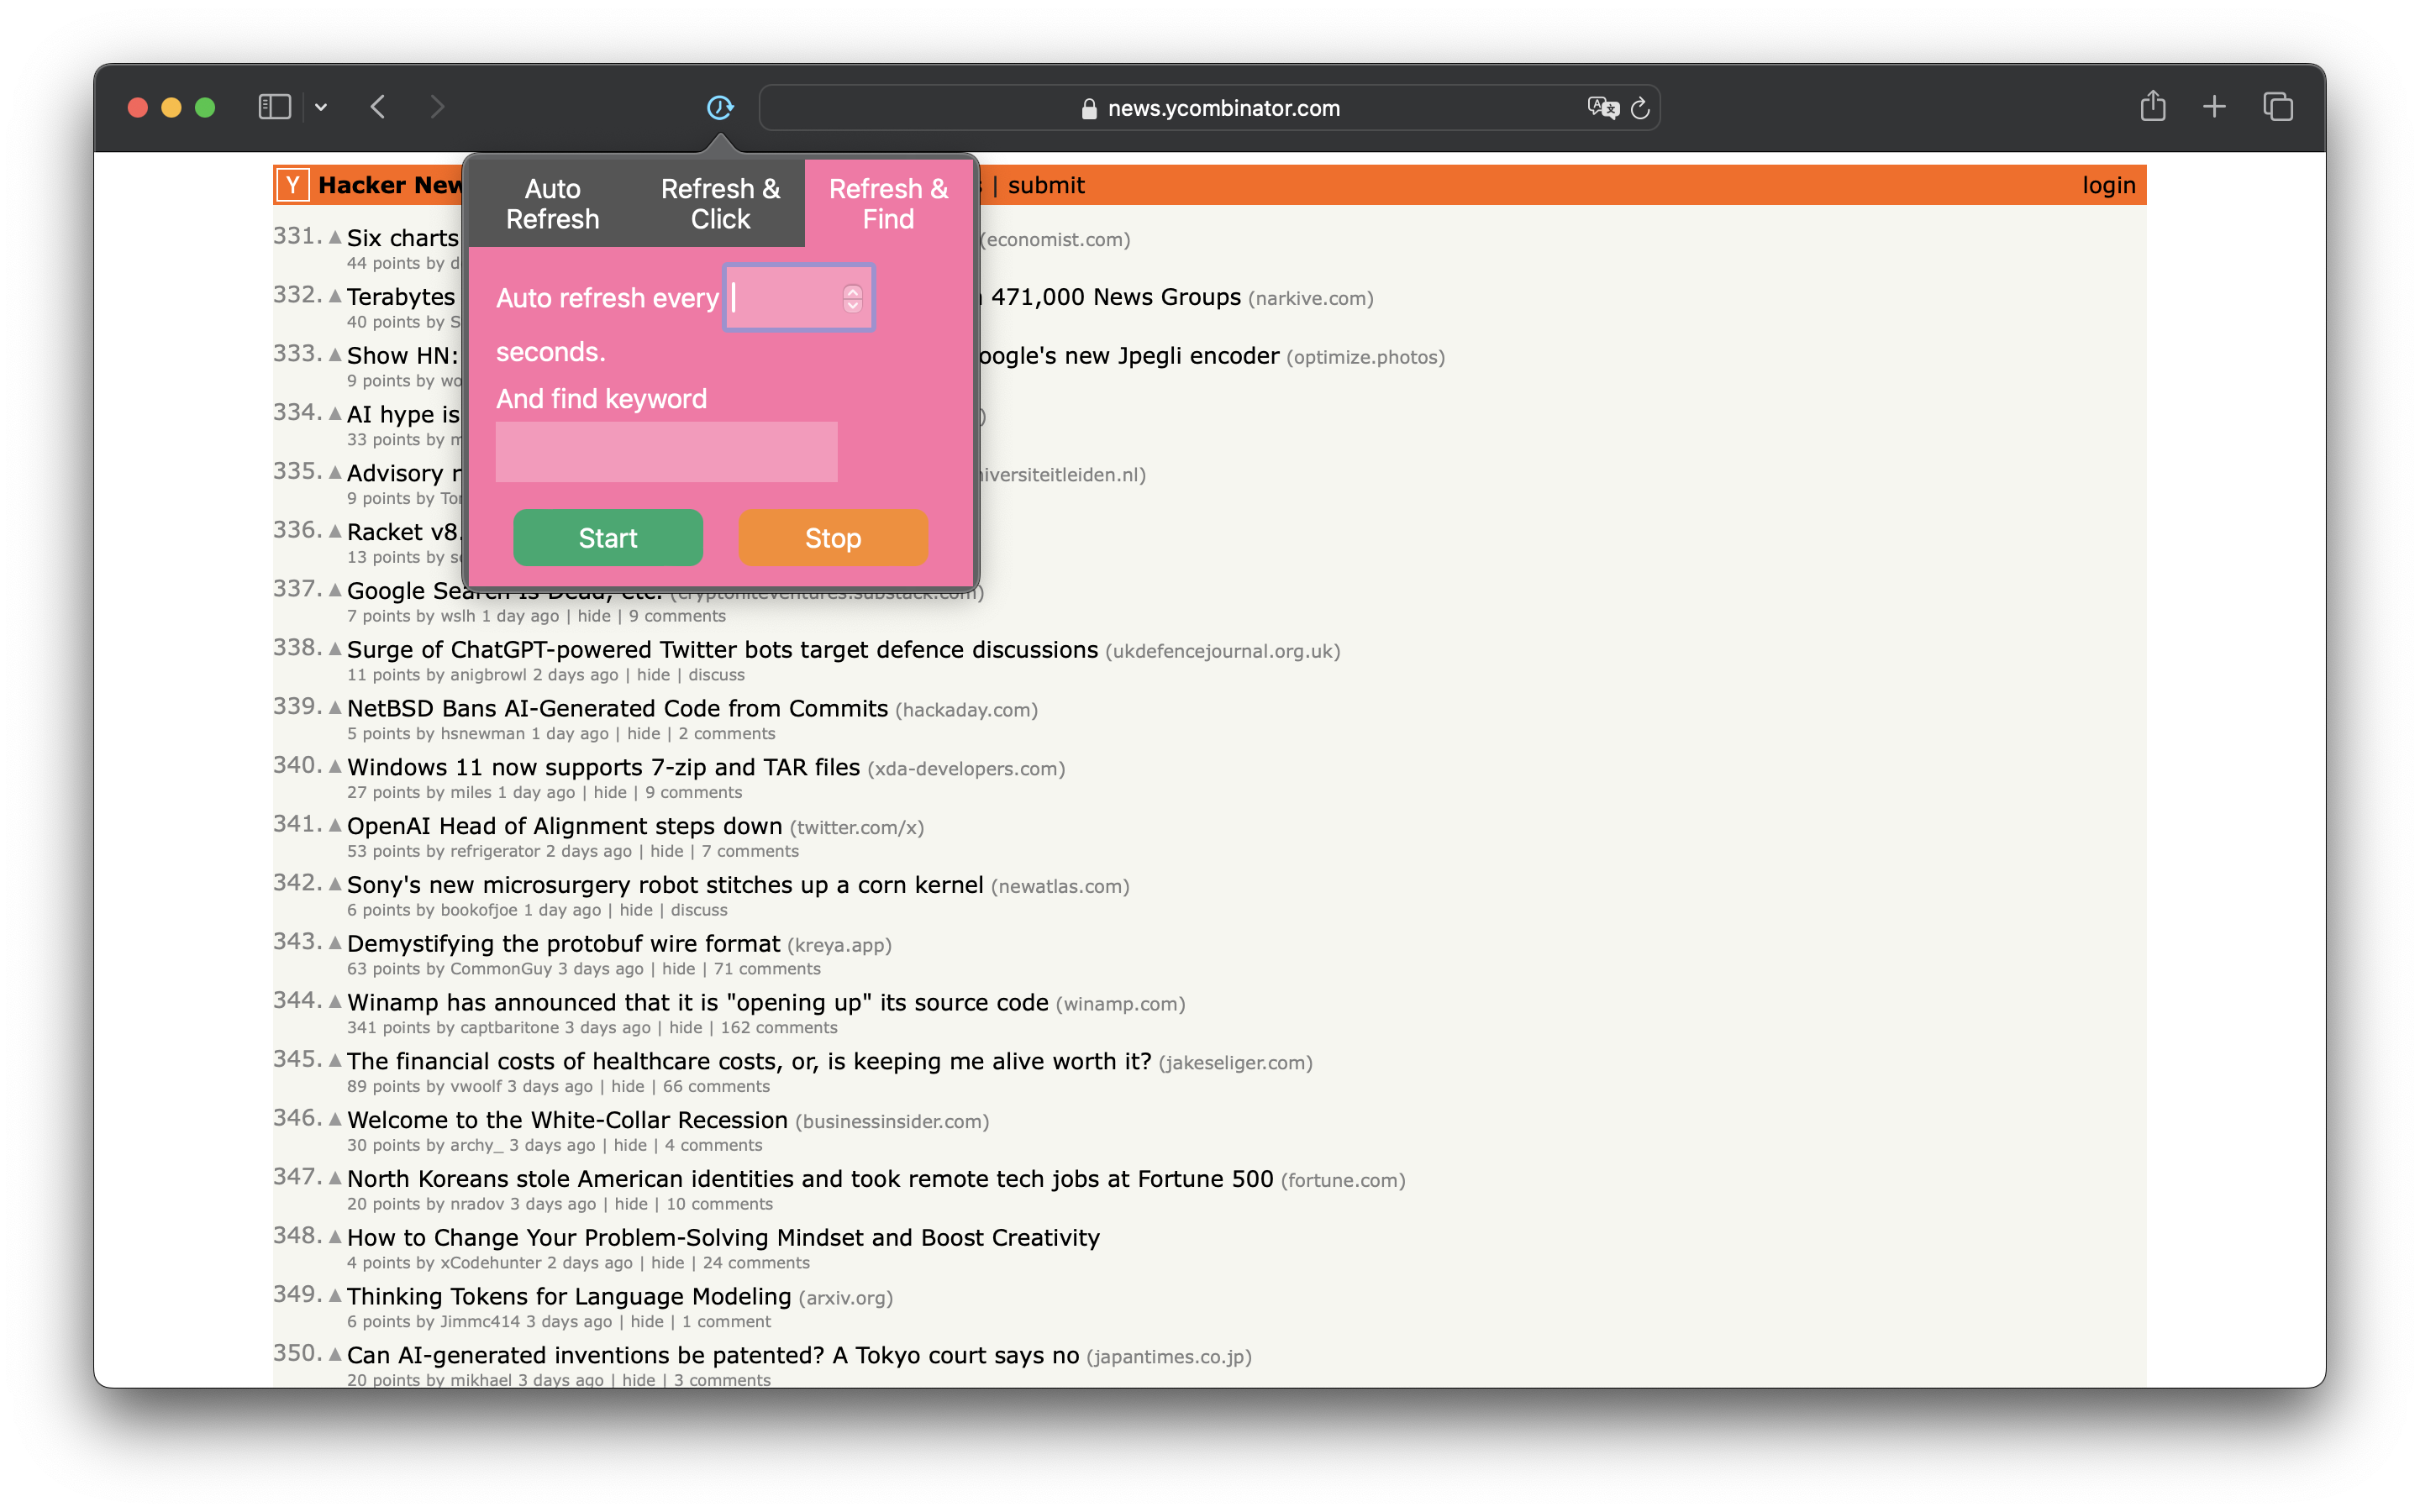 news.ycombinator.com
Y Hacker New | submit login
Auto Refresh
Refresh & Click
Refresh & Find
Auto refresh every
seconds.
And find keyword
Start Stop
331. Six charts (economist.com)
44 points by
332. Terabytes 471,000 News Groups (narkive.com)
40 points by
333. Show HN: oogle's new Jpegli encoder (optimize.photos)
9 points by
334. AI hype is
33 points by
335. Advisory iversiteitleiden.nl)
9 points by
336. Racket v8.
13 points by
337. Google Search Is Dead, etc. (cryptoniteventures.substack.com)
7 points by wslh 1 day ago | hide | 9 comments
338. Surge of ChatGPT-powered Twitter bots target defence discussions (ukdefencejournal.org.uk)
11 points by anigbrowl 2 days ago | hide | discuss
339. NetBSD Bans AI-Generated Code from Commits (hackaday.com)
5 points by hsnewman 1 day ago | hide | 2 comments
340. Windows 11 now supports 7-zip and TAR files (xda-developers.com)
27 points by miles 1 day ago | hide | 9 comments
341. OpenAI Head of Alignment steps down (twitter.com/x)
53 points by refrigerator 2 days ago | hide | 7 comments
342. Sony's new microsurgery robot stitches up a corn kernel (newatlas.com)
6 points by bookofjoe 1 day ago | hide | discuss
343. Demystifying the protobuf wire format (kreya.app)
63 points by CommonGuy 3 days ago | hide | 71 comments
344. Winamp has announced that it is "opening up" its source code (winamp.com)
341 points by captbaritone 3 days ago | hide | 162 comments
345. The financial costs of healthcare costs, or, is keeping me alive worth it? (jakeseliger.com)
89 points by vwoolf 3 days ago | hide | 66 comments
346. Welcome to the White-Collar Recession (businessinsider.com)
30 points by archy_ 3 days ago | hide | 4 comments
347. North Koreans stole American identities and took remote tech jobs at Fortune 500 (fortune.com)
20 points by nradov 3 days ago | hide | 10 comments
348. How to Change Your Problem-Solving Mindset and Boost Creativity
4 points by xCodehunter 2 days ago | hide | 24 comments
349. Thinking Tokens for Language Modeling (arxiv.org)
6 points by Jimmc414 3 days ago | hide | 1 comment
350. Can AI-generated inventions be patented? A Tokyo court says no (japantimes.co.jp)
20 points by mikhael 3 days ago | hide | 3 comments